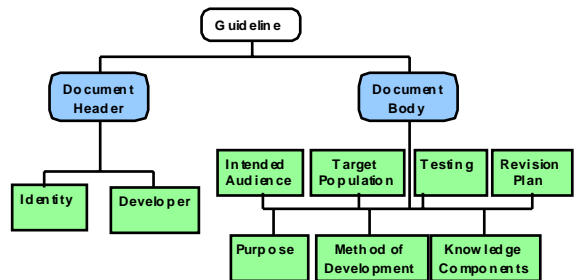 Guideline
Document
Header
Document
Body
Intended
Audience
Target
Population
Testing
Revision
Plan
Identity
Developer
Purpose
Method of
Development
Knowledge
Components